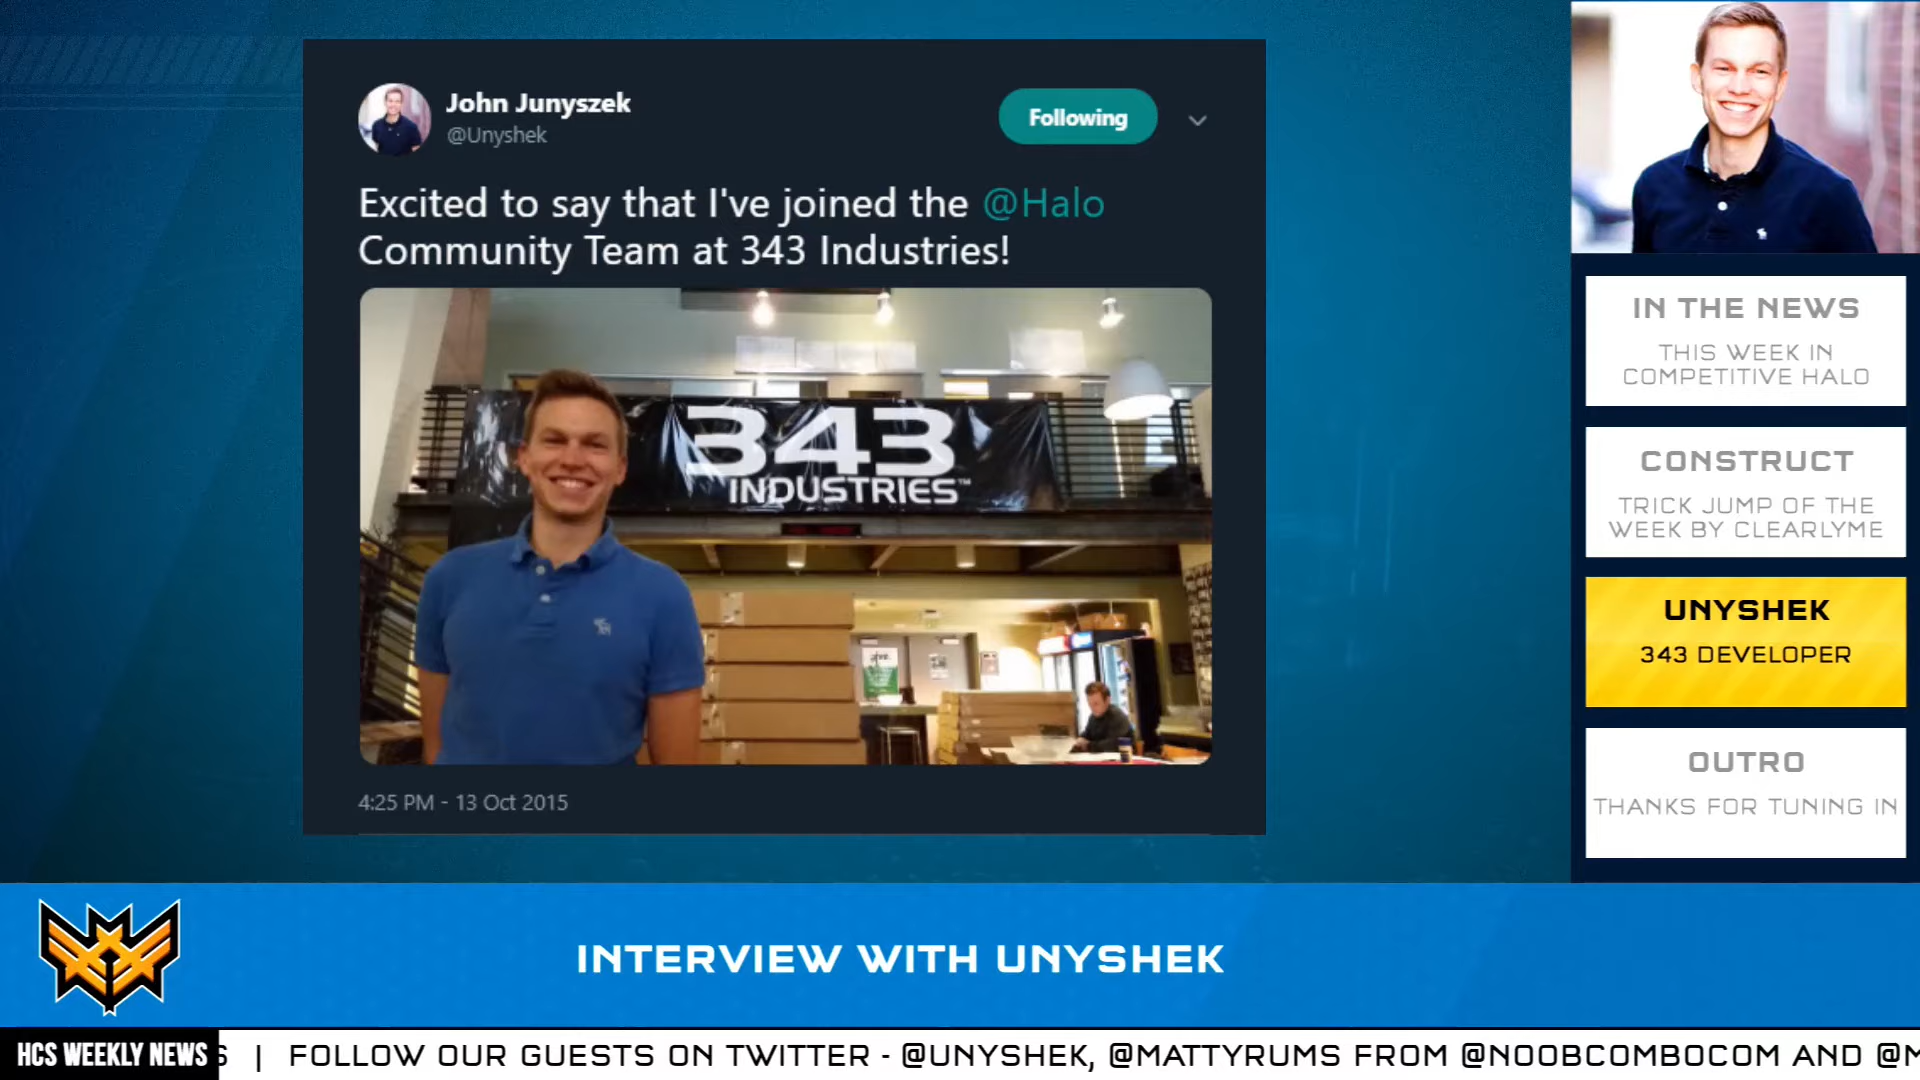 John Junyszek
@Unyshek
Following
Excited to say that I've joined the @Halo
Community Team at 343 Industries!
343
INDUSTRIES™
4:25 PM - 13 Oct 2015
IN THE NEWS
THIS WEEK IN
COMPETITIVE HALO
CONSTRUCT
TRICK JUMP OF THE
WEEK BY CLEARLYME
UNYSHEK
343 DEVELOPER
OUTRO
THANKS FOR TUNING IN
INTERVIEW WITH UNYSHEK
HCS WEEKLY NEWS
| FOLLOW OUR GUESTS ON TWITTER - @UNYSHEK, @MATTYRUMS FROM @NOOBCOMBOCOM AND